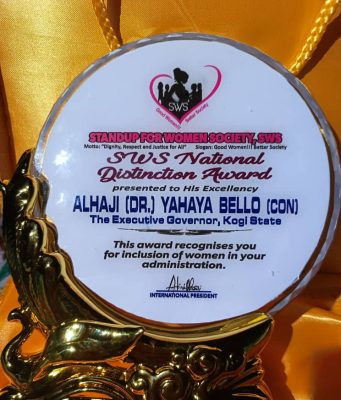 SWS
Good Women!!! Better Society
STANDUP FOR WOMEN SOCIETY, SWS
Motto: "Dignity, Respect and Justice for All" Slogan: Good Women!!! Better Society
SWS National
Distinction Award
presented to His Excellency
ALHAJI (DR.) YAHAYA BELLO (CON)
The Executive Governor, Kogi State
This award recognises you
for inclusion of women in your
administration.
INTERNATIONAL PRESIDENT